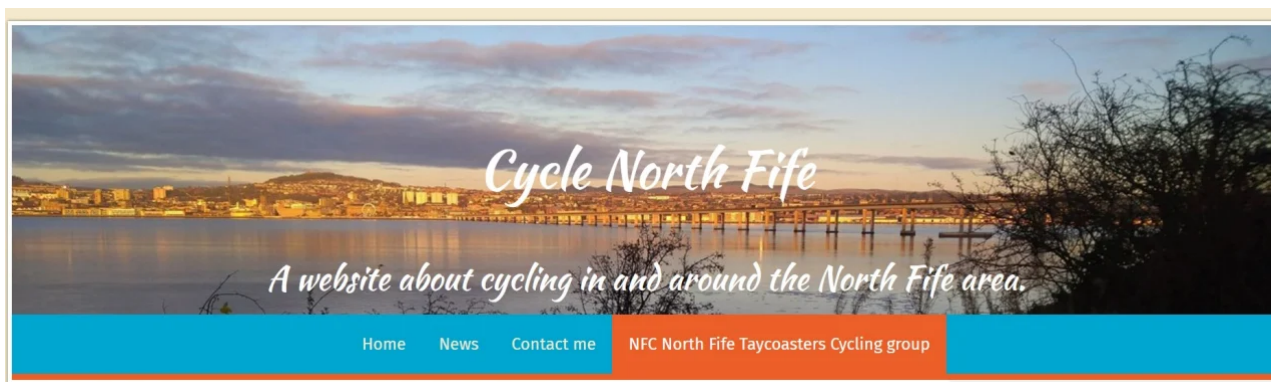 Cycle North Fife
A website about cycling in and around the North Fife area.
Home News Contact me NFC North Fife Taycoasters Cycling group